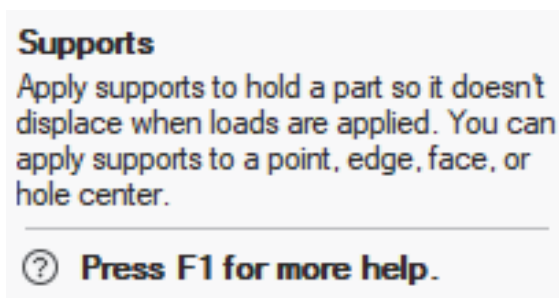 Supports
Apply supports to hold a part so it doesn't
displace when loads are applied. You can
apply supports to a point, edge, face, or
hole center.
Press F1 for more help.